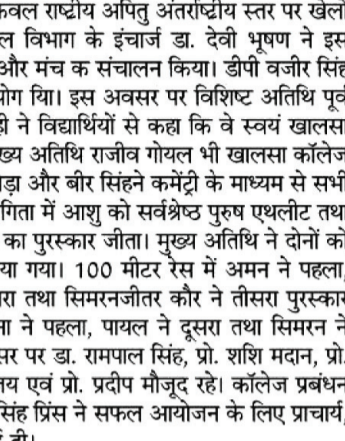 केवल राष्ट्रीय अपितु अंतर्राष्ट्रीय स्तर पर खेलो
ल विभाग के इंचार्ज डा. देवी भूषण ने इस
और मंच क संचालन किया। डीपी वजीर सिंह
योग यिा। इस अवसर पर विशिष्ट अतिथि पूर्व
ही ने विद्यार्थियों से कहा कि वे स्वयं खालसा
ख्य अतिथि राजीव गोयल भी खालसा कॉलेज
ड़ा और बीर सिंहने कमेंट्री के माध्यम से सभी
गिता में आशु को सर्वश्रेष्ठ पुरुष एथलीट तथा
का पुरस्कार जीता। मुख्य अतिथि ने दोनों को
या गया। 100 मीटर रेस में अमन ने पहला,
रा तथा सिमरनजीतर कौर ने तीसरा पुरस्कार
ना ने पहला, पायल ने दूसरा तथा सिमरन ने
सर पर डा. रामपाल सिंह, प्रो. शशि मदान, प्रो.
जय एवं प्रो. प्रदीप मौजूद रहे। कॉलेज प्रबंधन
सिंह प्रिंस ने सफल आयोजन के लिए प्राचार्य,